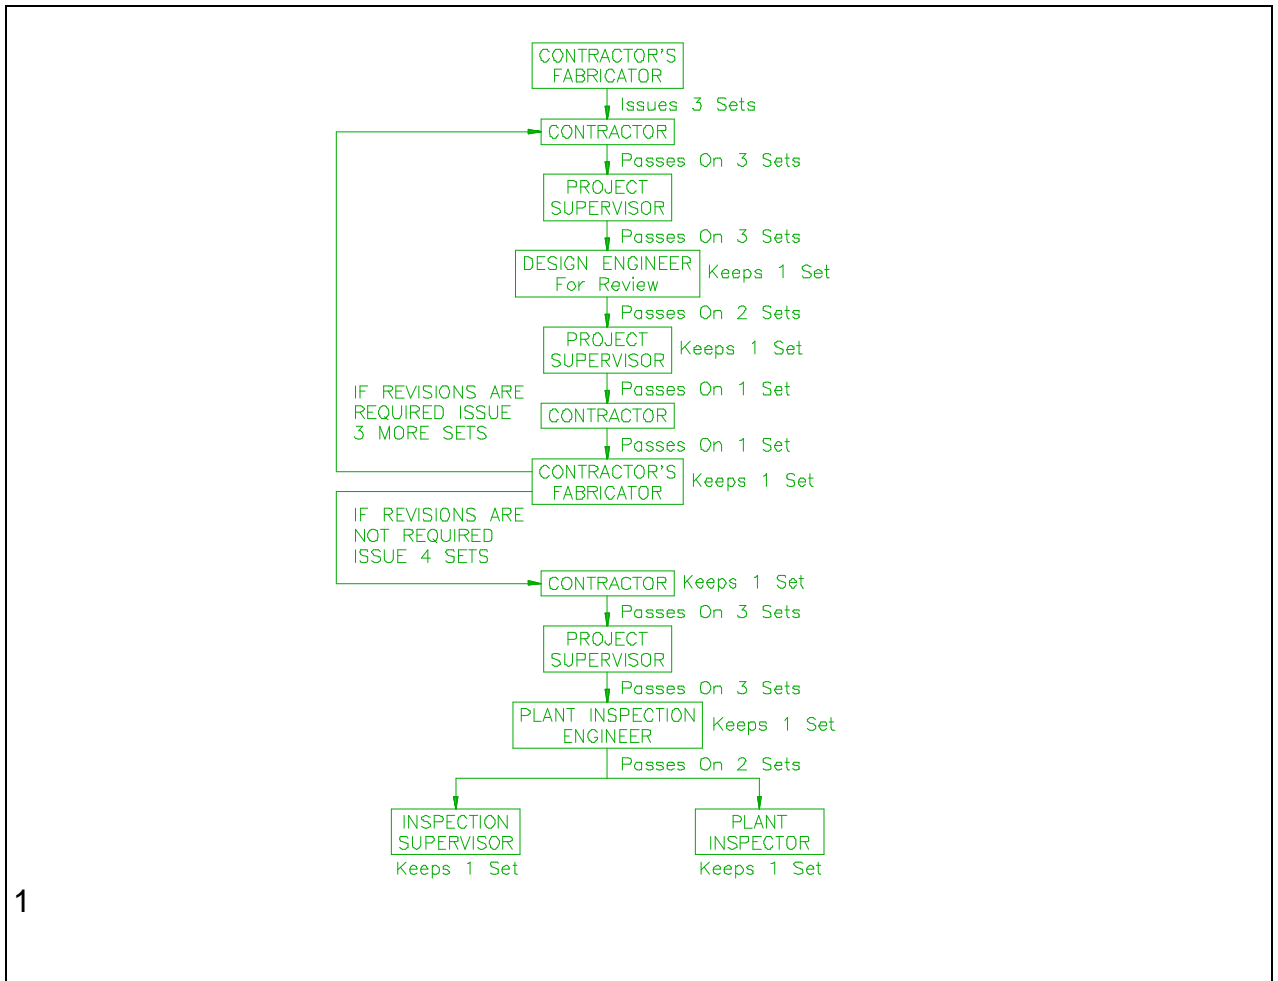 CONTRACTOR'S
FABRICATOR
Issues 3 Sets
CONTRACTOR
Passes On 3 Sets
PROJECT
SUPERVISOR
Passes On 3 Sets
DESIGN ENGINEER
For Review
Keeps 1 Set
Passes On 2 Sets
PROJECT
SUPERVISOR
Keeps 1 Set
Passes On 1 Set
IF REVISIONS ARE
REQUIRED ISSUE
3 MORE SETS
CONTRACTOR
Passes On 1 Set
CONTRACTOR'S
FABRICATOR
Keeps 1 Set
IF REVISIONS ARE
NOT REQUIRED
ISSUE 4 SETS
CONTRACTOR
Keeps 1 Set
Passes On 3 Sets
PROJECT
SUPERVISOR
Passes On 3 Sets
PLANT INSPECTION
ENGINEER
Keeps 1 Set
Passes On 2 Sets
INSPECTION
SUPERVISOR
Keeps 1 Set
PLANT
INSPECTOR
Keeps 1 Set
1